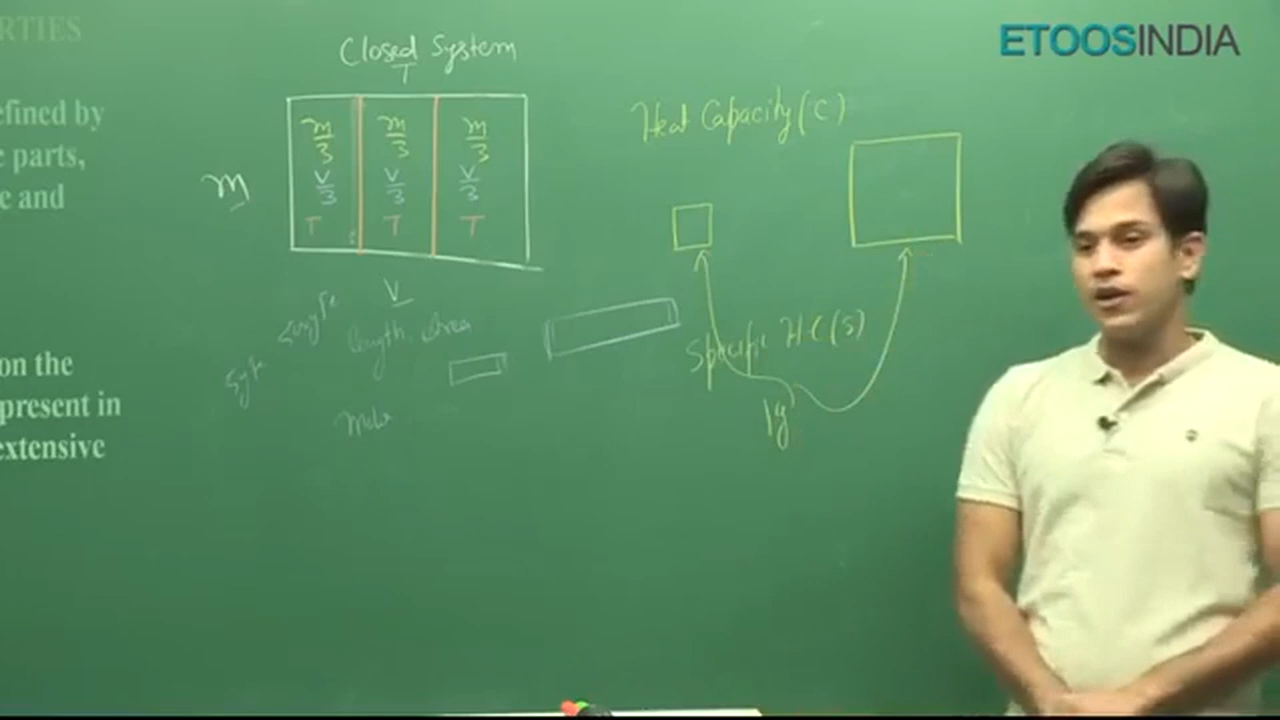 RTIES
ETOOSINDIA
Closed System
T
efined by
e parts,
e and
m
m/3 m/3 m/3
V/3 V/3 V/3
T T T
V
Heat Capacity (C)
length, Area
Specific H.C (S)
1g
on the
present in
extensive